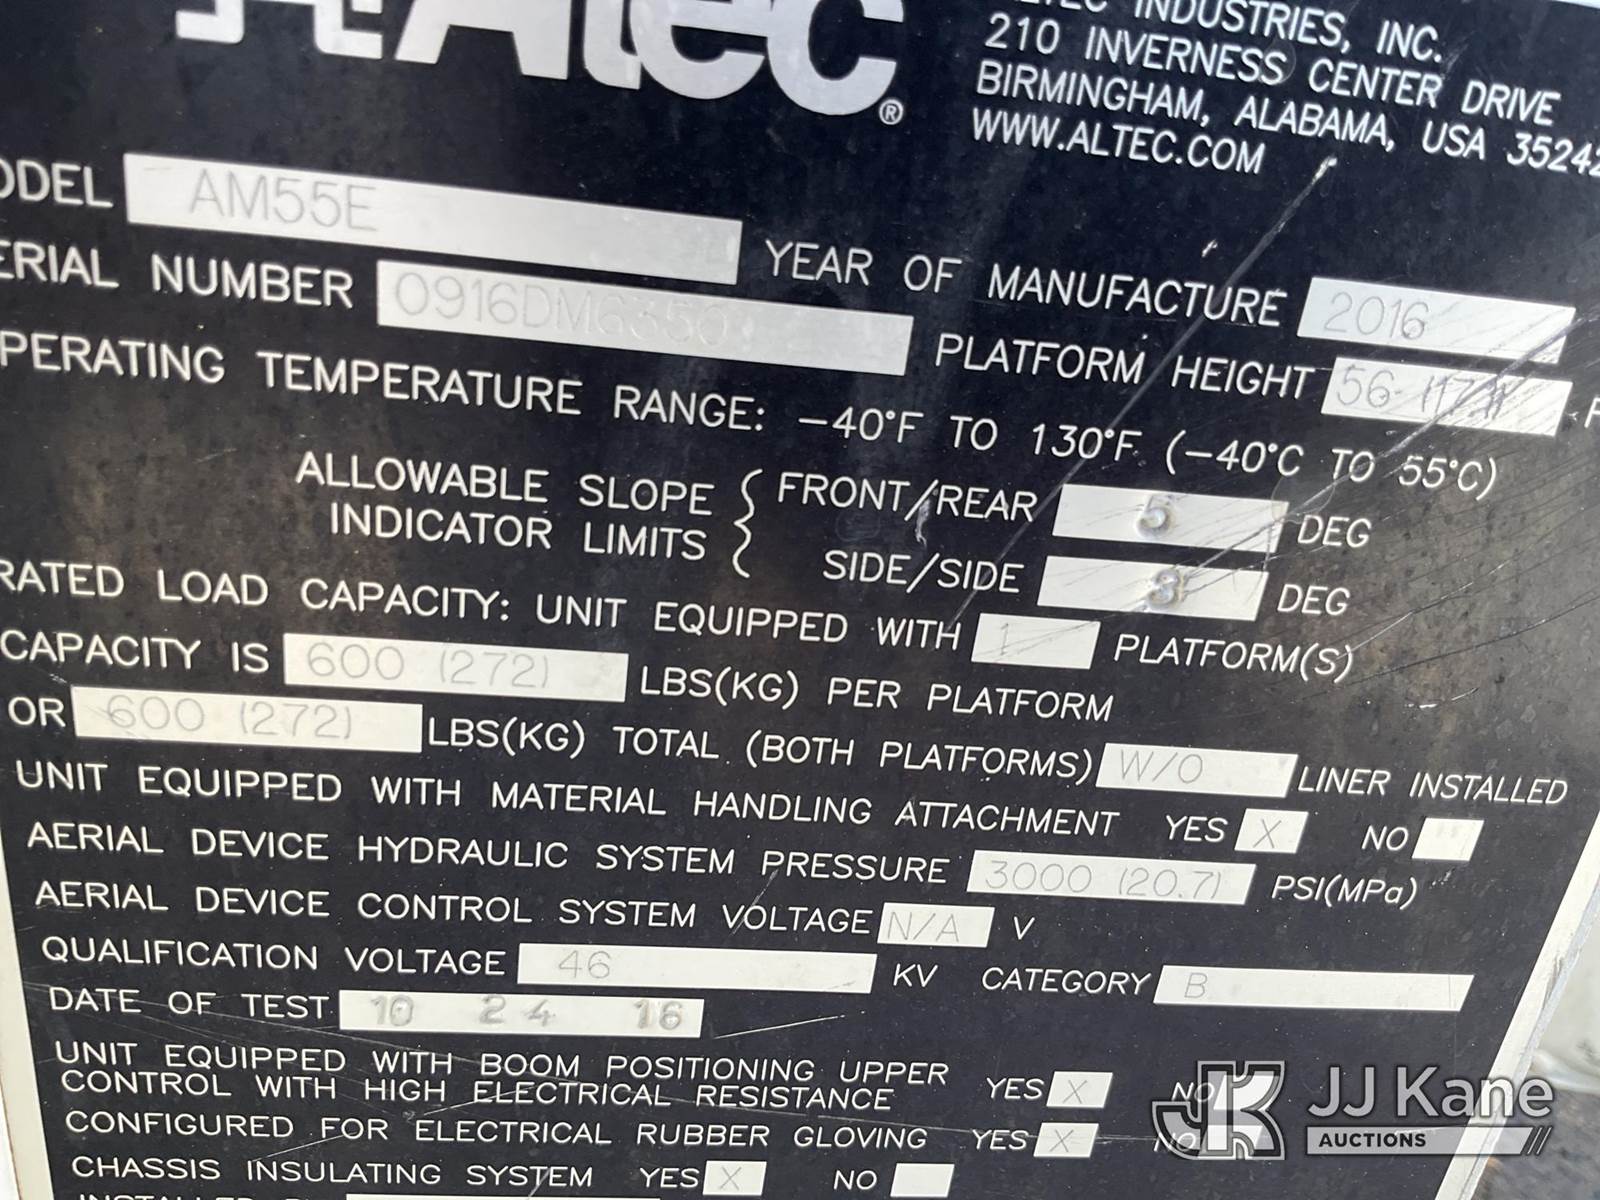 Altec®
INDUSTRIES, INC.
210 INVERNESS CENTER DRIVE
BIRMINGHAM, ALABAMA, USA 35242
WWW.ALTEC.COM
MODEL AM55E
YEAR OF MANUFACTURE 2016
SERIAL NUMBER 0916DM6350
PLATFORM HEIGHT 56
OPERATING TEMPERATURE RANGE: -40°F TO 130°F (-40°C TO 55°C)
ALLOWABLE SLOPE INDICATOR LIMITS { FRONT/REAR 5 DEG
SIDE/SIDE DEG
RATED LOAD CAPACITY: UNIT EQUIPPED WITH 1 PLATFORM(S)
CAPACITY IS 600 (272) LBS(KG) PER PLATFORM
OR 600 (272) LBS(KG) TOTAL (BOTH PLATFORMS) W/O LINER INSTALLED
UNIT EQUIPPED WITH MATERIAL HANDLING ATTACHMENT YES X NO
AERIAL DEVICE HYDRAULIC SYSTEM PRESSURE 3000 (20.7) PSI(MPa)
AERIAL DEVICE CONTROL SYSTEM VOLTAGE N/A V
QUALIFICATION VOLTAGE 46 KV CATEGORY B
DATE OF TEST 10 24 16
UNIT EQUIPPED WITH BOOM POSITIONING UPPER
CONTROL WITH HIGH ELECTRICAL RESISTANCE YES X NO
CONFIGURED FOR ELECTRICAL RUBBER GLOVING YES X NO
CHASSIS INSULATING SYSTEM YES X NO
JK JJ Kane
AUCTIONS